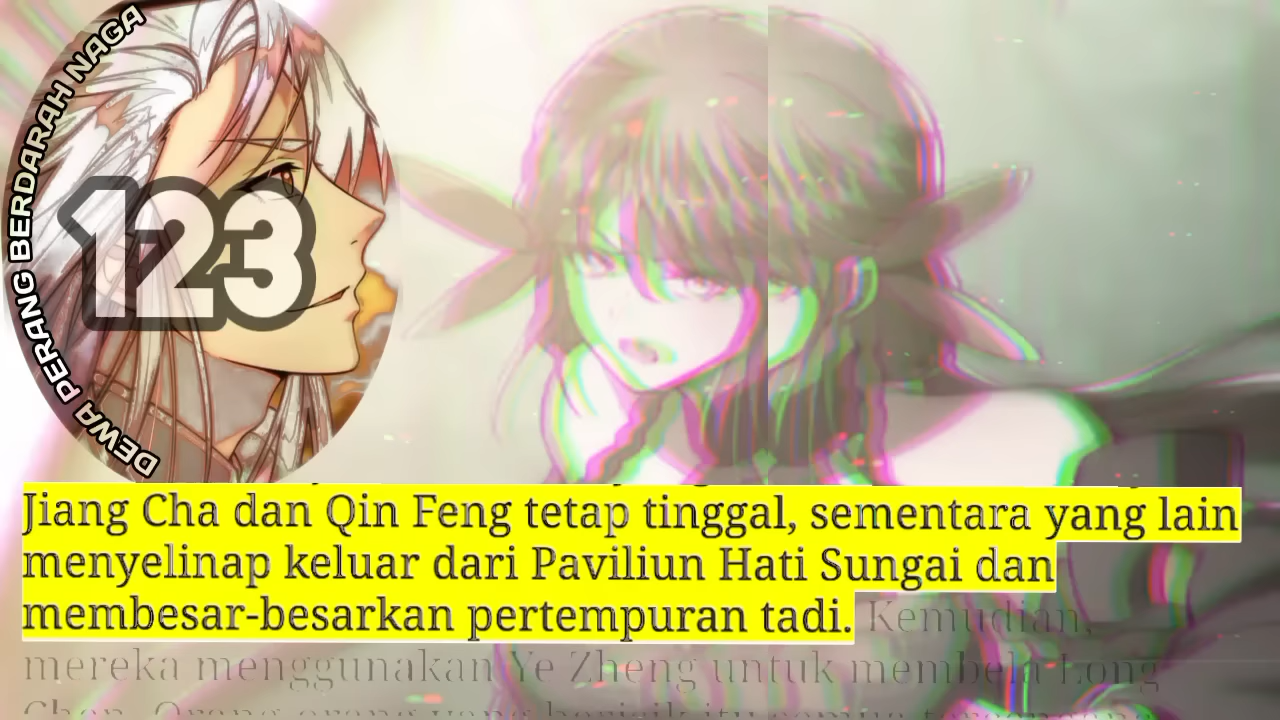 DEWA PERANG BERDARAH NAGA
123
Jiang Cha dan Qin Feng tetap tinggal, sementara yang lain
menyelinap keluar dari Paviliun Hati Sungai dan
membesar-besarkan pertempuran tadi. Kemudian,
mereka menggunakan Ye Zheng untuk membela Long